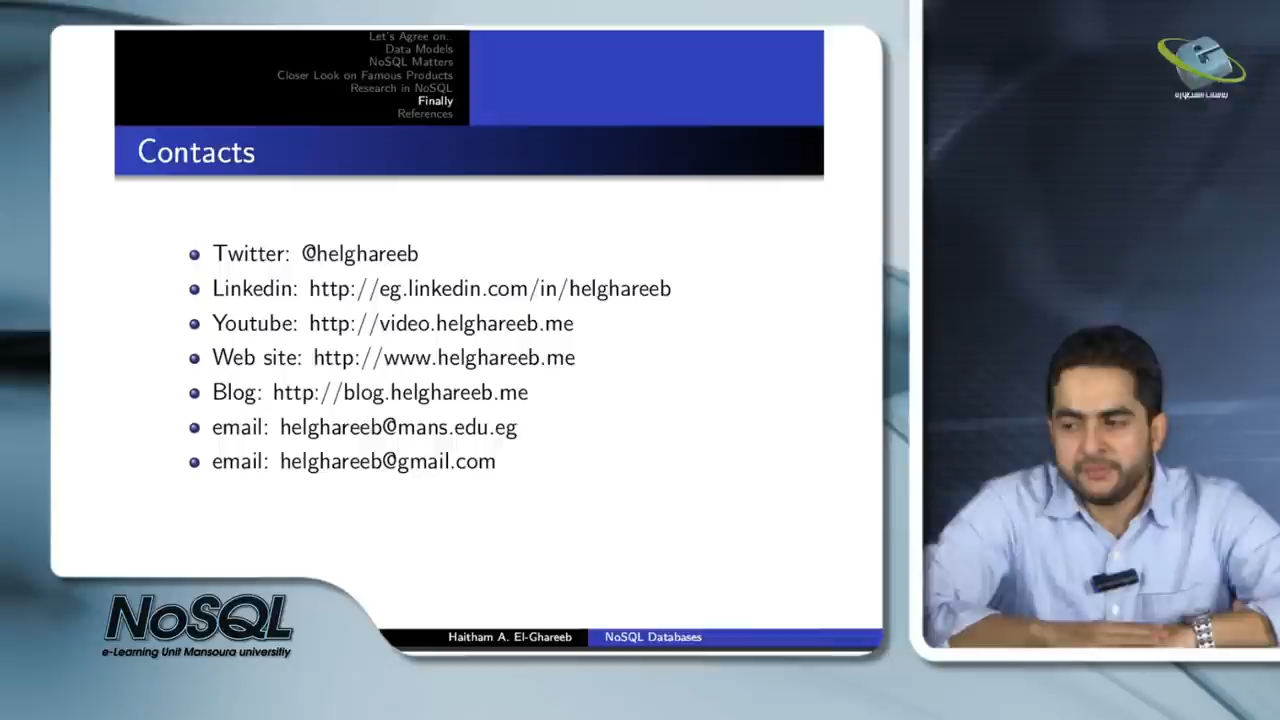 Let's Agree on..
Data Models
NoSQL Matters
Closer Look on Famous Products
Research in NoSQL
Finally
References
Contacts
Twitter: @helghareeb
Linkedin: http://eg.linkedin.com/in/helghareeb
Youtube: http://video.helghareeb.me
Web site: http://www.helghareeb.me
Blog: http://blog.helghareeb.me
email: helghareeb@mans.edu.eg
email: helghareeb@gmail.com
NoSQL
e-Learning Unit Mansoura universitiy
Haitham A. El-Ghareeb
NoSQL Databases